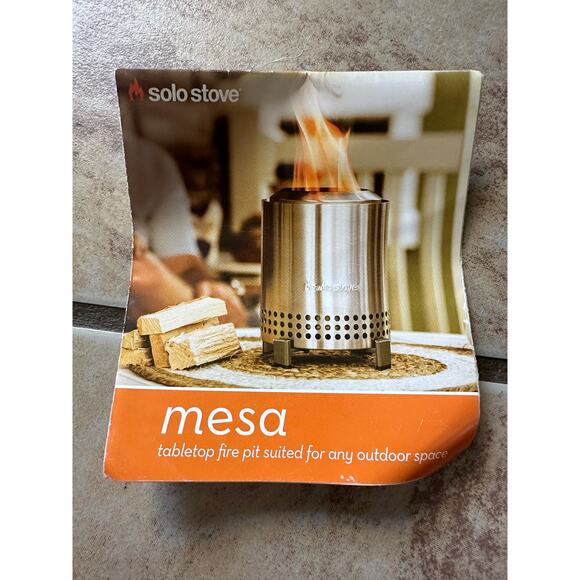 solo stove
solo stove
mesa
tabletop fire pit suited for any outdoor space